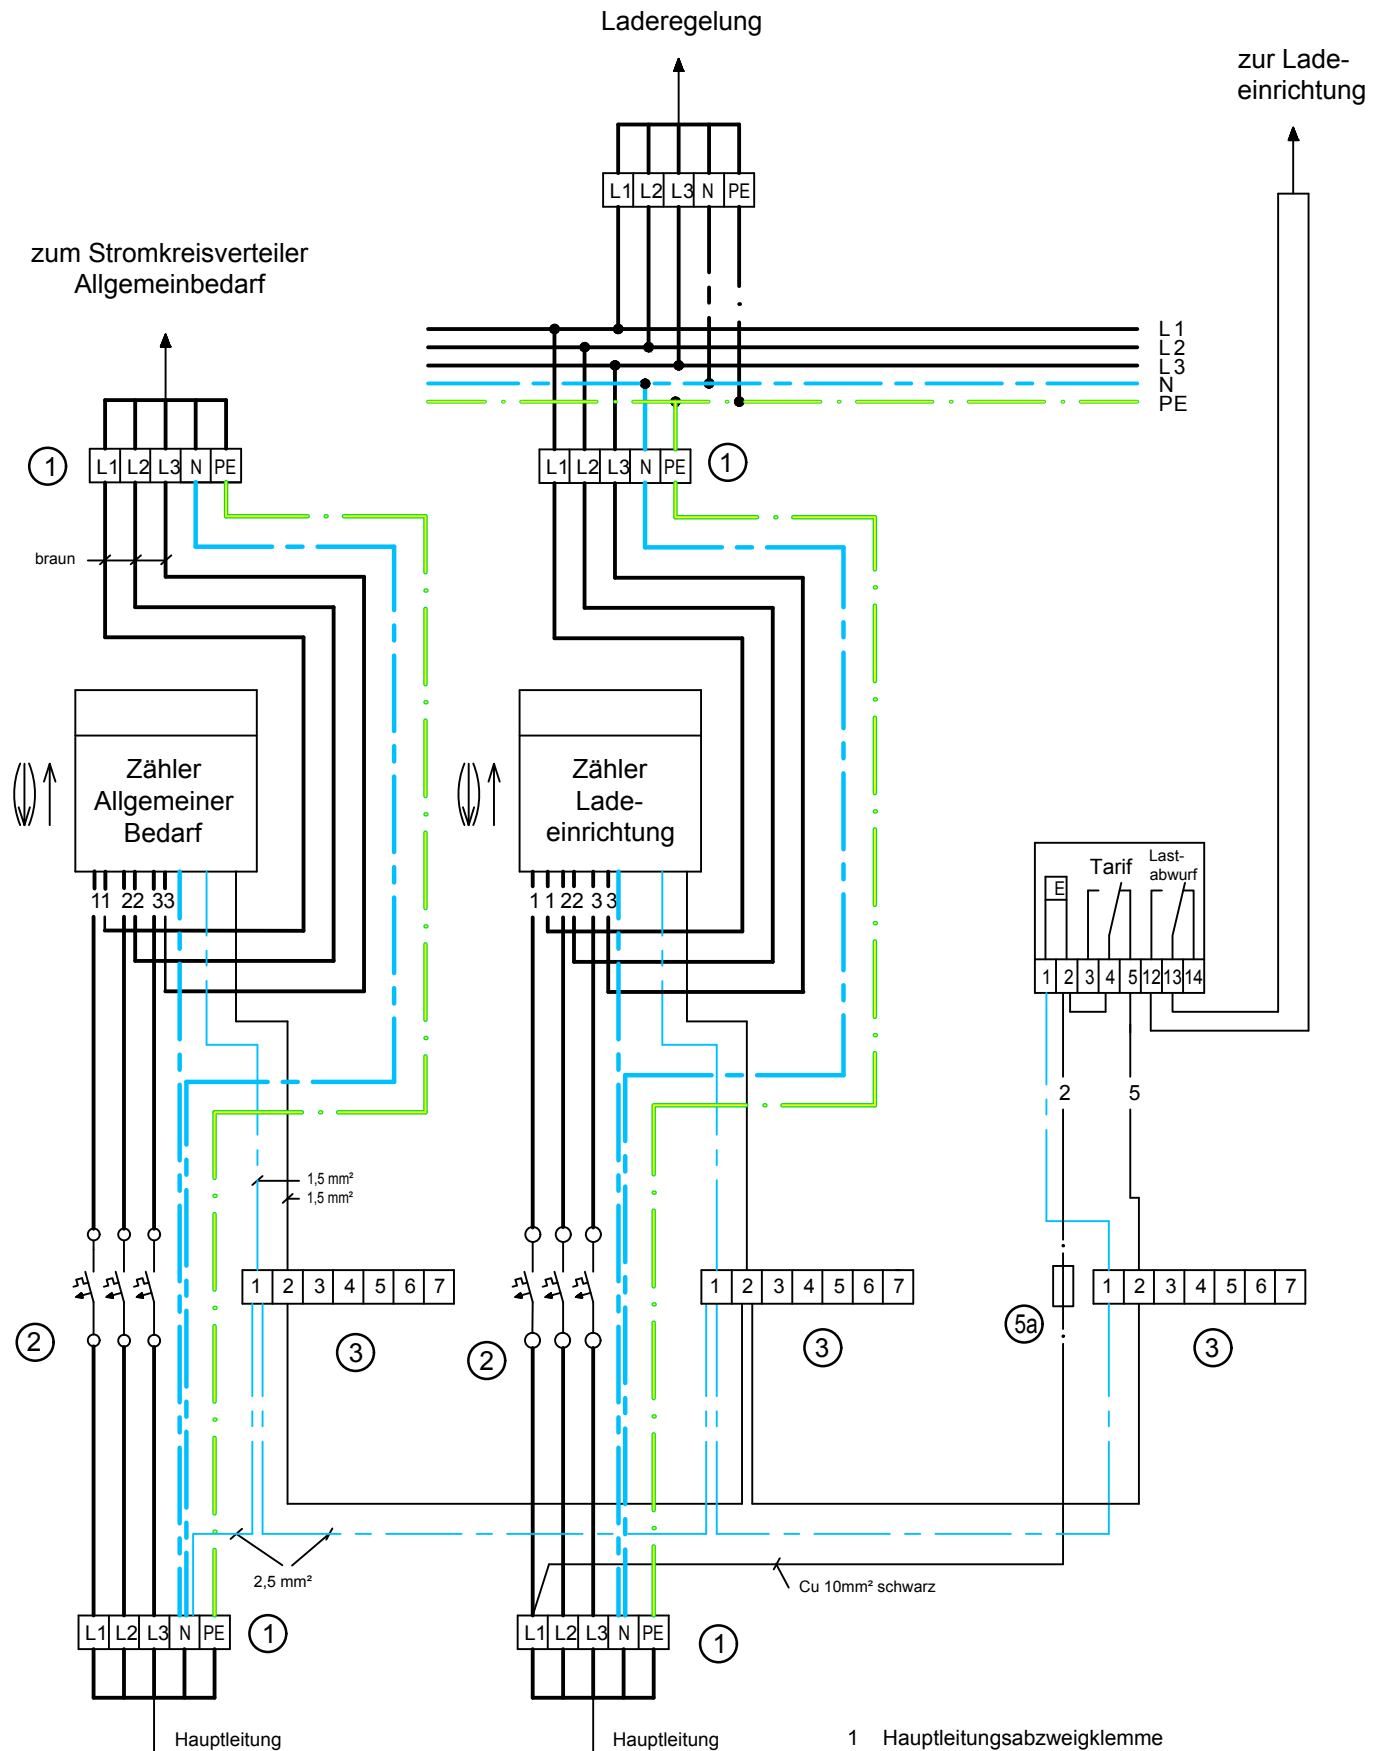 Laderegelung
zur Lade-
einrichtung
L1 L2 L3 N PE
zum Stromkreisverteiler
Allgemeinbedarf
L1
L2
L3
N
PE
1
L1 L2 L3 N PE
L1 L2 L3 N PE
1
braun
Zähler
Allgemeiner
Bedarf
Zähler
Lade-
einrichtung
11 22 33
1 1 22 3 3
E
Tarif
Last-
abwurf
1 2 3 4 5 12 13 14
2
5
1,5 mm²
1,5 mm²
1 2 3 4 5 6 7
1 2 3 4 5 6 7
1 2 3 4 5 6 7
2
3
2
3
5a
3
2,5 mm²
Cu 10mm² schwarz
L1 L2 L3 N PE
1
L1 L2 L3 N PE
1
Hauptleitung
Hauptleitung
1 Hauptleitungsabzweigklemme